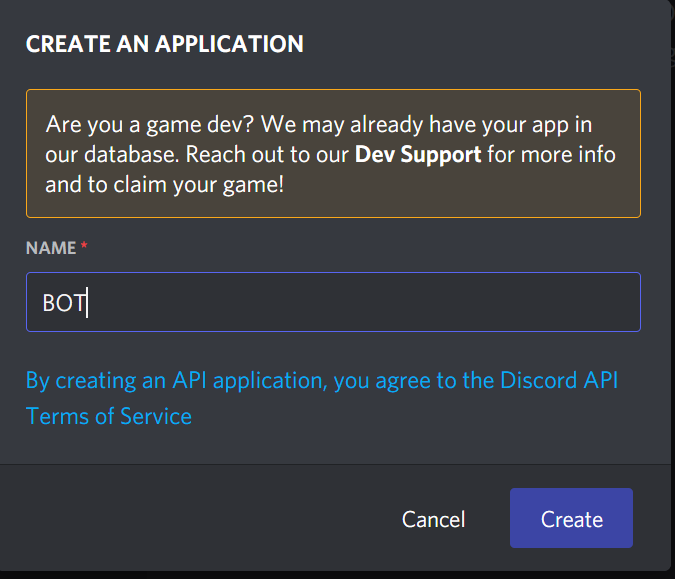 CREATE AN APPLICATION
Are you a game dev? We may already have your app in
our database. Reach out to our Dev Support for more info
and to claim your game!
NAME *
BOT
By creating an API application, you agree to the Discord API
Terms of Service
Cancel
Create